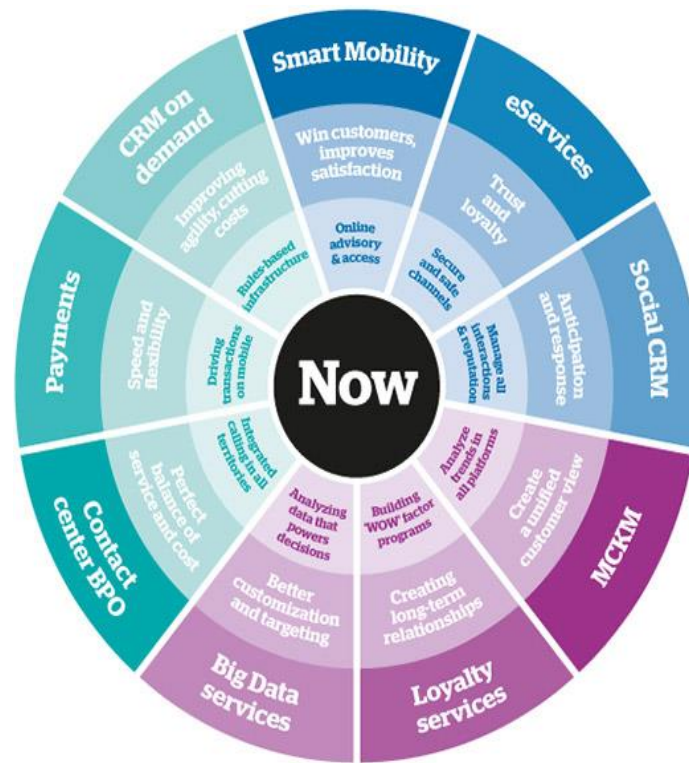 Smart Mobility
Win customers,
improves
satisfaction
Online
advisory
& access
eServices
Trust
and
loyalty
Secure
and safe
channels
Social CRM
Anticipation
and response
Manage all
interactions
& reputation
MCKM
Create
a unified
customer view
Analyze
trends in
all platforms
Loyalty
services
Creating
long-term
relationships
Building
'WOW' factor
programs
Big Data
services
Better
customization
and targeting
Analyzing
data that
powers
decisions
Contact
center BPO
Perfect
balance of
service and cost
Integrated
calling in all
territories
Payments
Speed and
flexibility
Driving
transactions
on mobile
CRM on
demand
Improving
agility, cutting
costs
Rules-based
infrastructure
Now